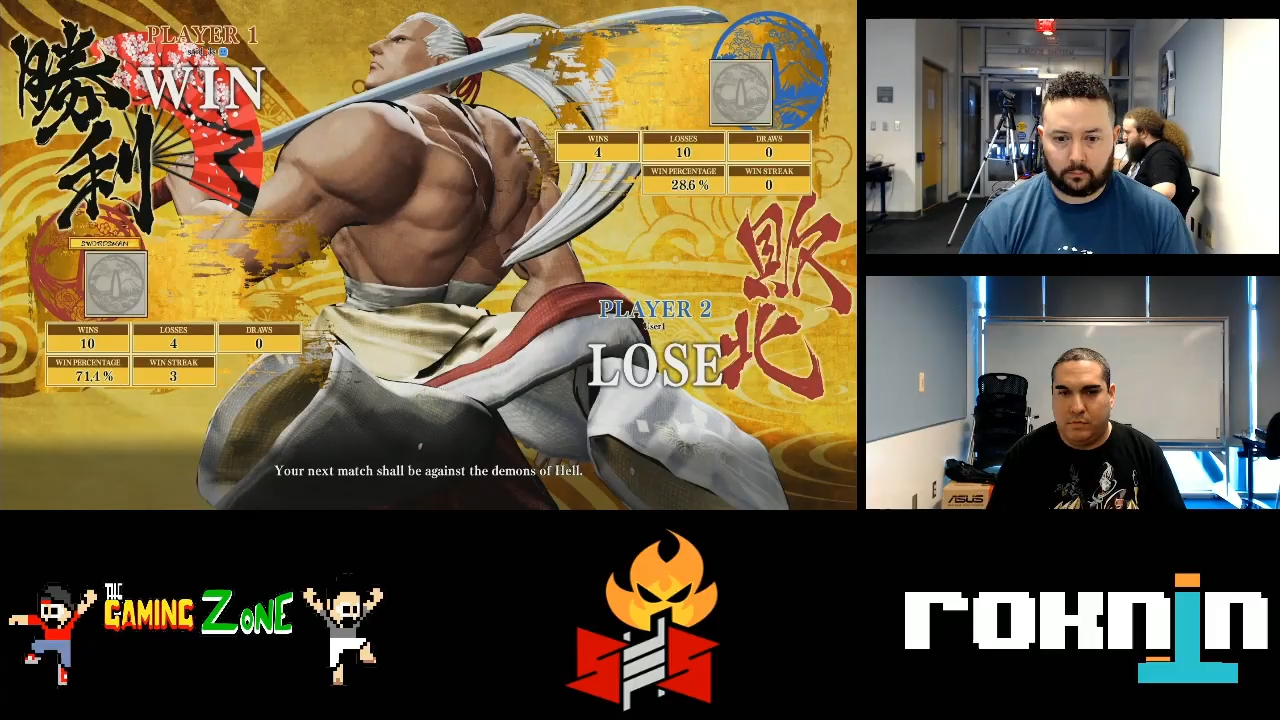 勝利
PLAYER 1
WIN
WINS
LOSSES
DRAWS
4
10
0
WIN PERCENTAGE
WIN STREAK
28.6 %
0
SWORDSMAN
WINS
LOSSES
DRAWS
10
4
0
WIN PERCENTAGE
WIN STREAK
71.4 %
3
敗北
PLAYER 2
User1
LOSE
Your next match shall be against the demons of Hell.
ASUS
THE
GAMING ZONE
roknin